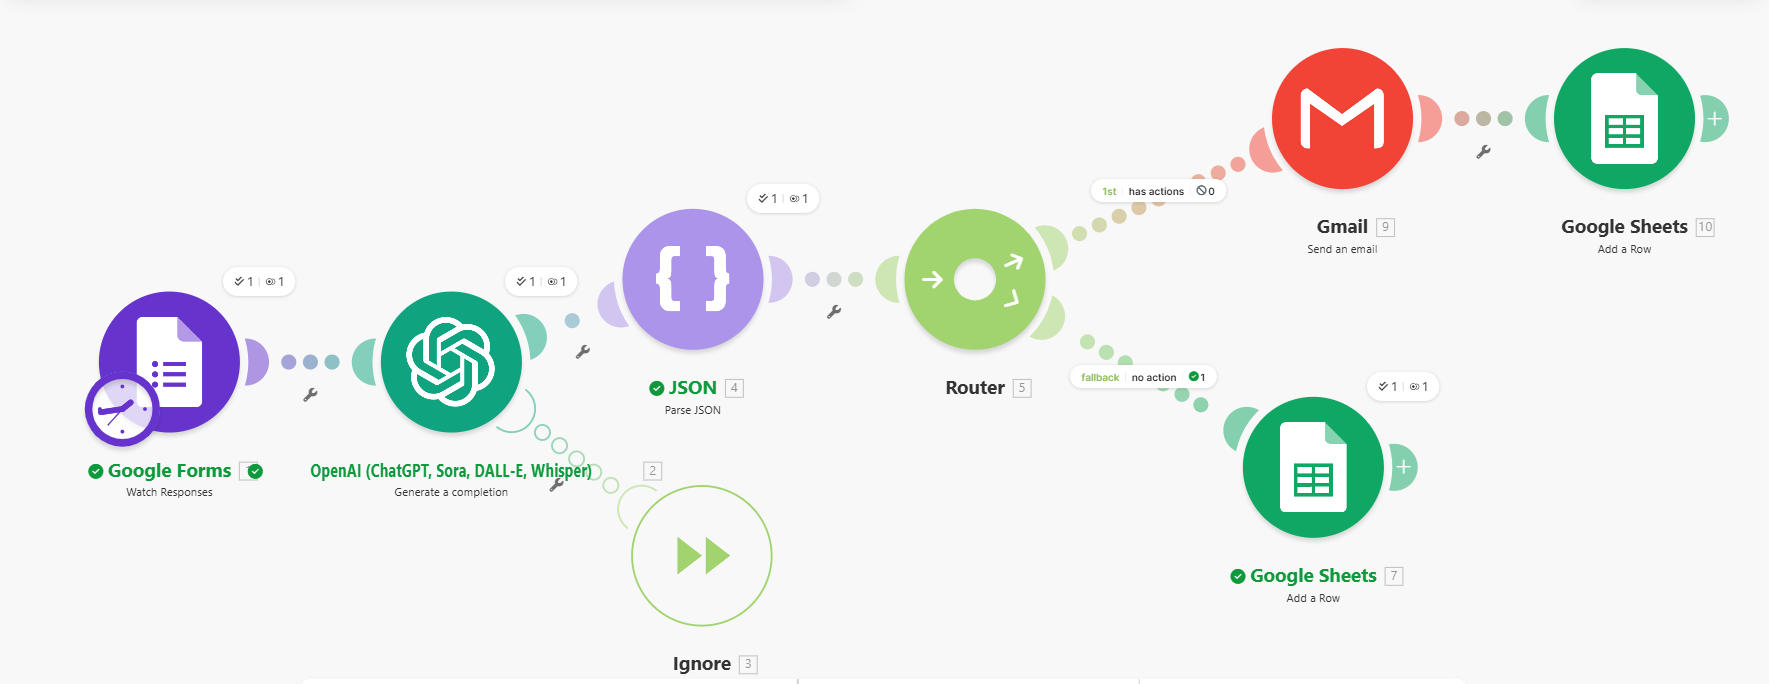 1st has actions 0
Gmail 9
Send an email
Google Sheets 10
Add a Row
1 1
JSON 4
Parse JSON
Router 5
fallback no action 1
1 1
Google Sheets 7
Add a Row
1 1
Google Forms
Watch Responses
1 1
OpenAI (ChatGPT, Sora, DALL-E, Whisper) 2
Generate a completion
Ignore 3